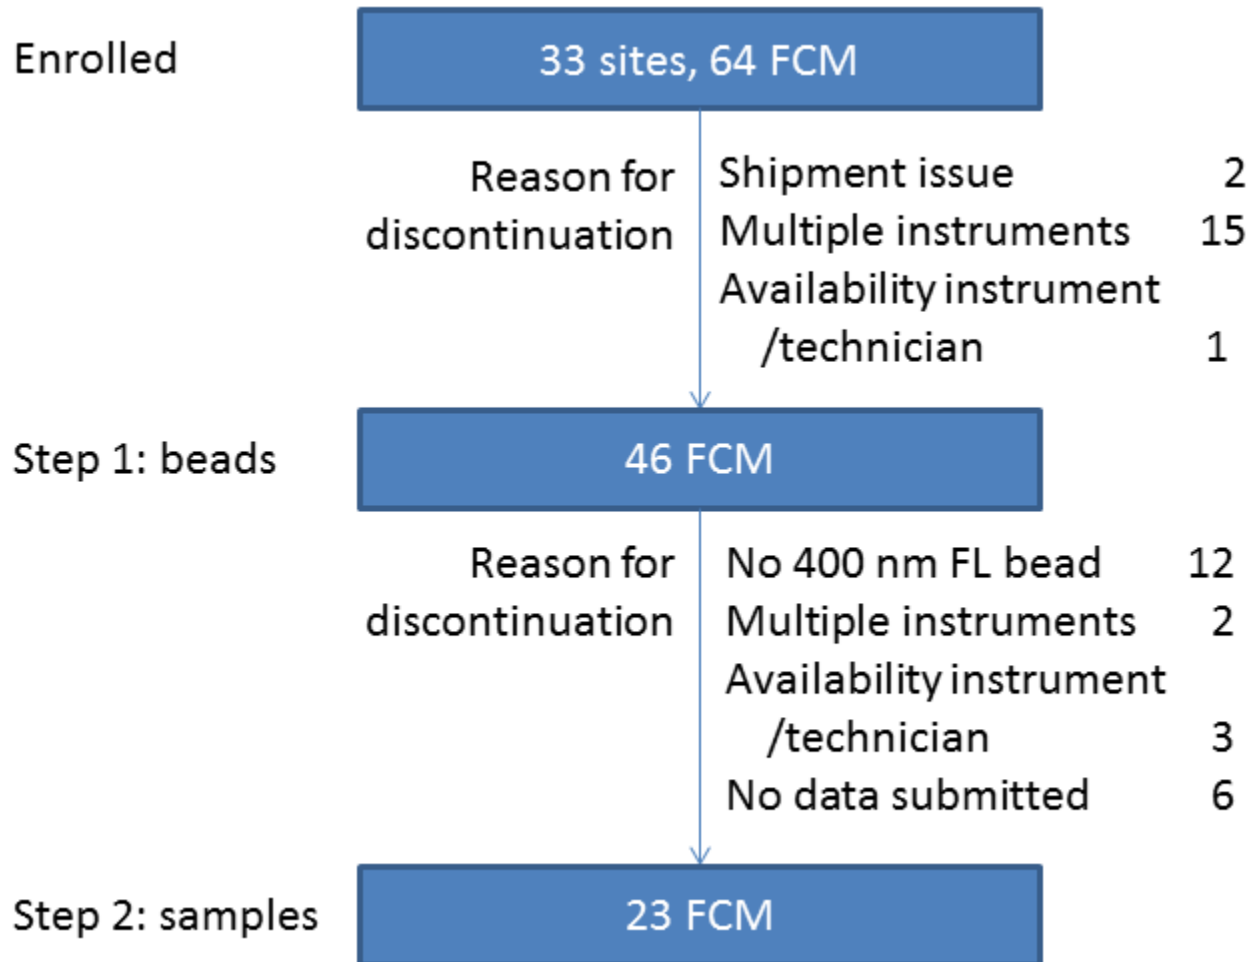 Enrolled
33 sites, 64 FCM
Reason for
discontinuation
Shipment issue 2
Multiple instruments 15
Availability instrument
/technician 1
Step 1: beads
46 FCM
Reason for
discontinuation
No 400 nm FL bead 12
Multiple instruments 2
Availability instrument
/technician 3
No data submitted 6
Step 2: samples
23 FCM